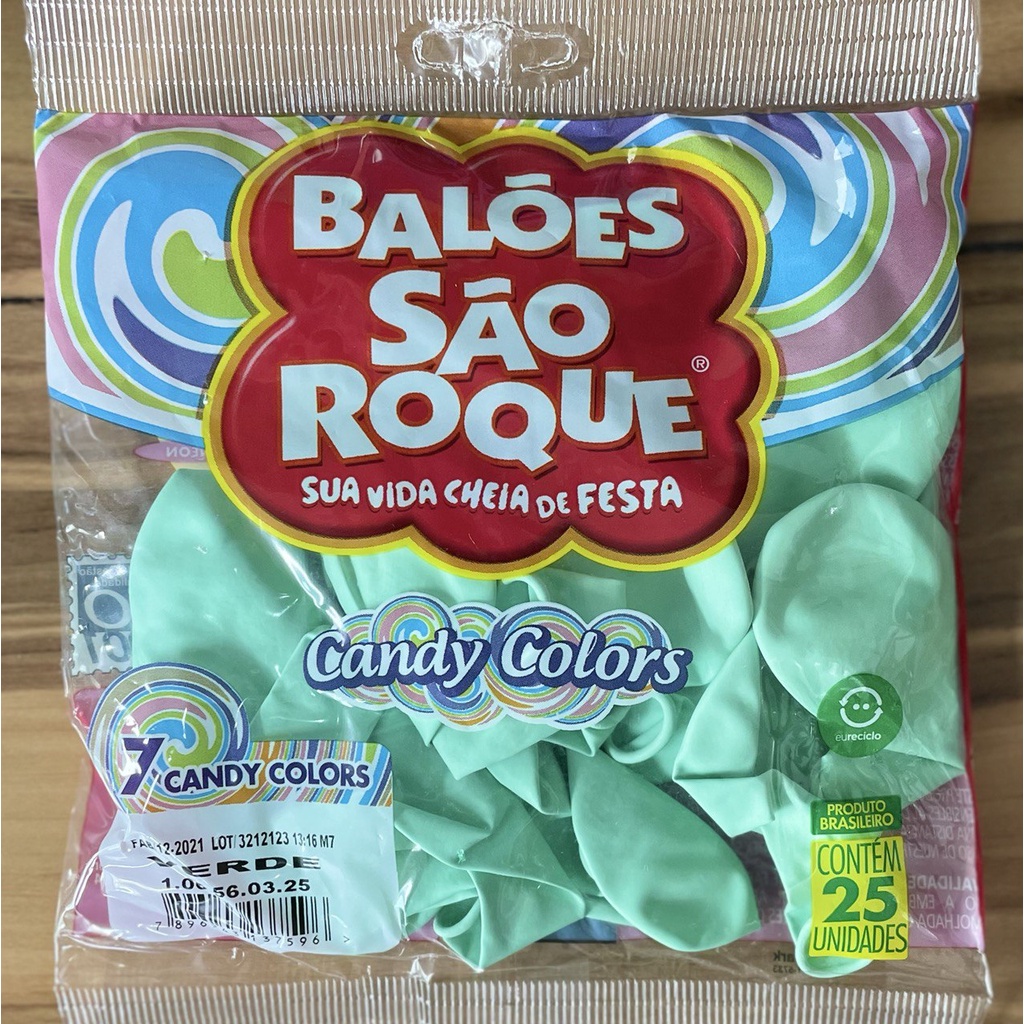 BALÕES
SÃO
ROQUE®
SUA VIDA CHEIA DE FESTA
Candy Colors
7 CANDY COLORS
12-2021 LOT/3212123 13:16 M7
VERDE
eureciclo
PRODUTO
BRASILEIRO
CONTÉM
25
UNIDADES